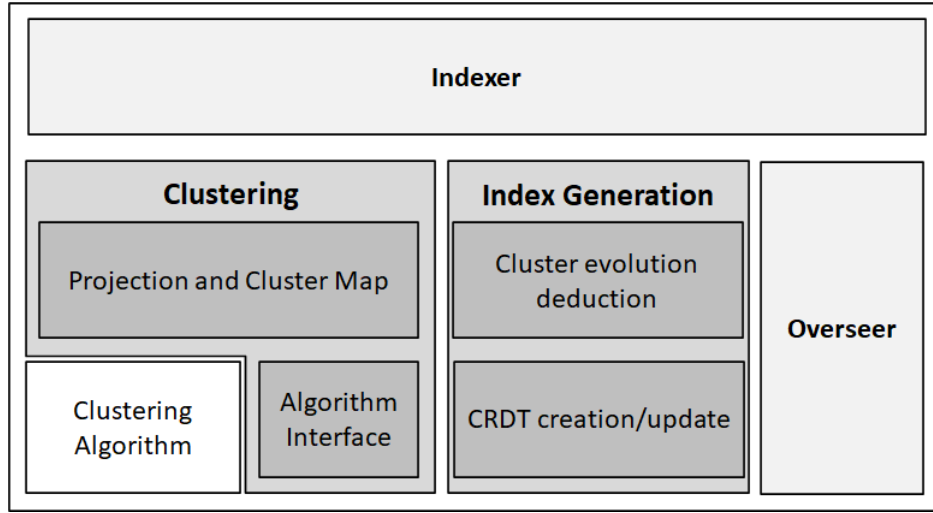 Indexer
Clustering
Projection and Cluster Map
Clustering
Algorithm
Algorithm
Interface
Index Generation
Cluster evolution
deduction
CRDT creation/update
Overseer